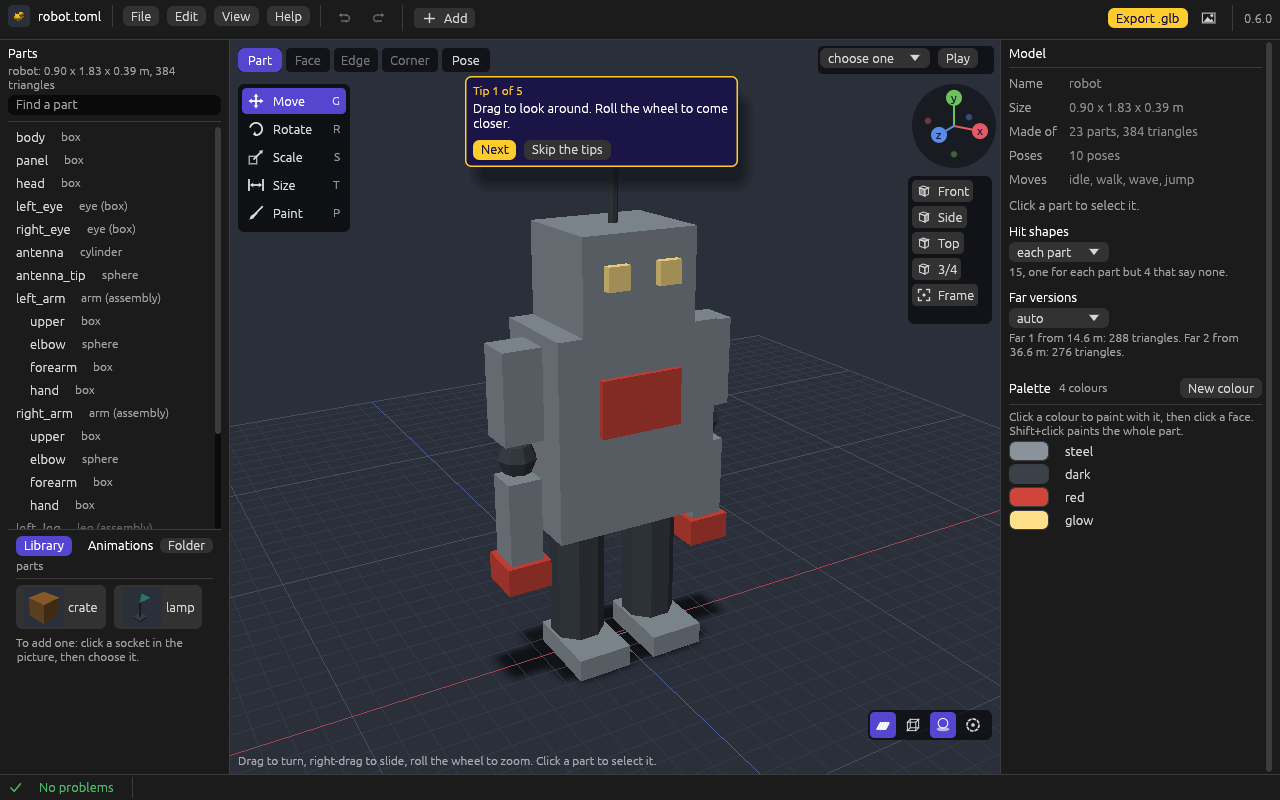 robot.toml
File
Edit
View
Help
Add
Export .glb
0.6.0
Parts
robot: 0.90 x 1.83 x 0.39 m, 384
triangles
Find a part
body box
panel box
head box
left_eye eye (box)
right_eye eye (box)
antenna cylinder
antenna_tip sphere
left_arm arm (assembly)
upper box
elbow sphere
forearm box
hand box
right_arm arm (assembly)
upper box
elbow sphere
forearm box
hand box
left_leg leg (assembly)
Library
Animations
Folder
parts
crate
lamp
To add one: click a socket in the
picture, then choose it.
Part
Face
Edge
Corner
Pose
Move G
Rotate R
Scale S
Size T
Paint P
Tip 1 of 5
Drag to look around. Roll the wheel to come
closer.
Next
Skip the tips
choose one
Play
y
x
z
Front
Side
Top
3/4
Frame
Drag to turn, right-drag to slide, roll the wheel to zoom. Click a part to select it.
Model
Name robot
Size 0.90 x 1.83 x 0.39 m
Made of 23 parts, 384 triangles
Poses 10 poses
Moves idle, walk, wave, jump
Click a part to select it.
Hit shapes
each part
15, one for each part but 4 that say none.
Far versions
auto
Far 1 from 14.6 m: 288 triangles. Far 2 from
36.6 m: 276 triangles.
Palette 4 colours
New colour
Click a colour to paint with it, then click a face.
Shift+click paints the whole part.
steel
dark
red
glow
No problems